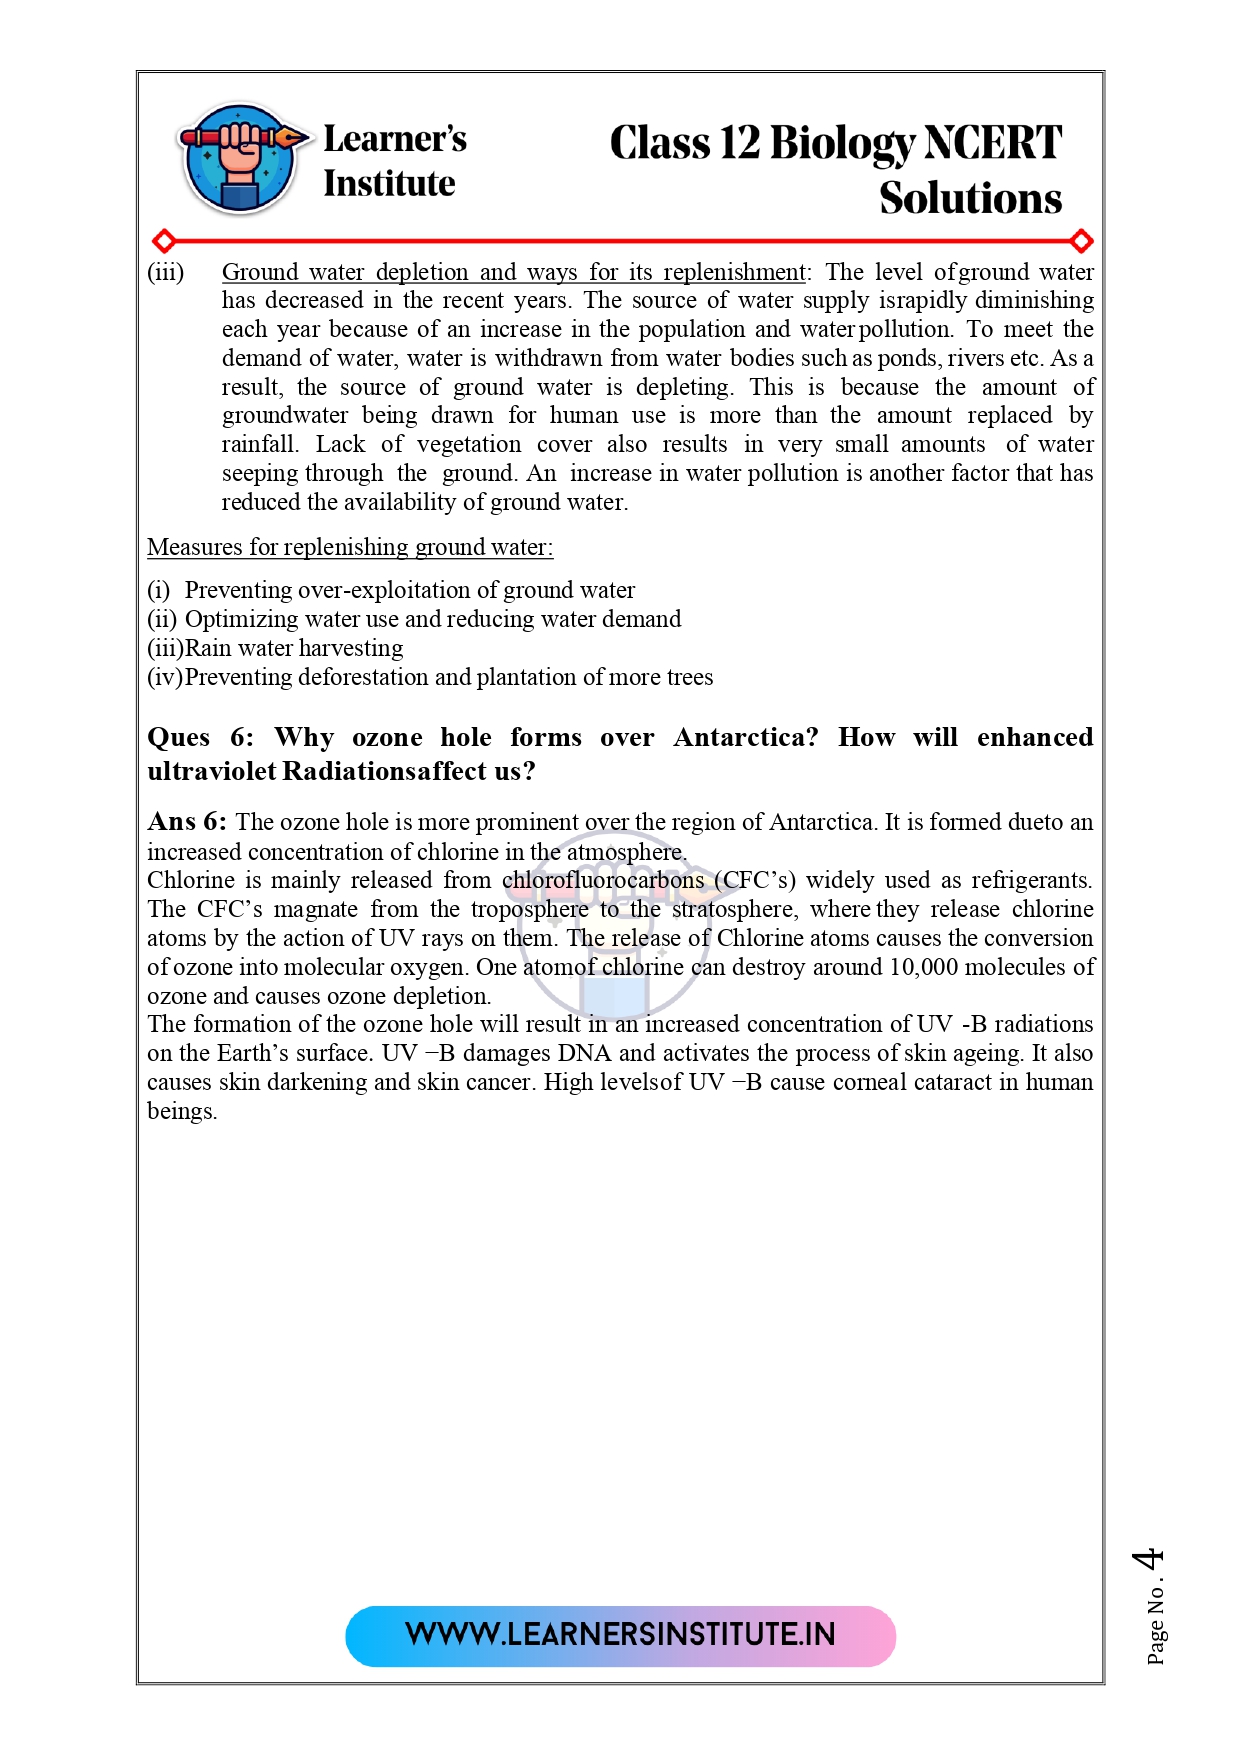 Learner's
Institute
Class 12 Biology NCERT
Solutions
(iii) Ground water depletion and ways for its replenishment: The level ofground water
has decreased in the recent years. The source of water supply israpidly diminishing
each year because of an increase in the population and water pollution. To meet the
demand of water, water is withdrawn from water bodies such as ponds, rivers etc. As a
result, the source of ground water is depleting. This is because the amount of
groundwater being drawn for human use is more than the amount replaced by
rainfall. Lack of vegetation cover also results in very small amounts of water
seeping through the ground. An increase in water pollution is another factor that has
reduced the availability of ground water.
Measures for replenishing ground water:
(i) Preventing over-exploitation of ground water
(ii) Optimizing water use and reducing water demand
(iii)Rain water harvesting
(iv)Preventing deforestation and plantation of more trees
Ques 6: Why ozone hole forms over Antarctica? How will enhanced
ultraviolet Radiationsaffect us?
Ans 6: The ozone hole is more prominent over the region of Antarctica. It is formed dueto an
increased concentration of chlorine in the atmosphere.
Chlorine is mainly released from chlorofluorocarbons (CFC's) widely used as refrigerants.
The CFC's magnate from the troposphere to the stratosphere, where they release chlorine
atoms by the action of UV rays on them. The release of Chlorine atoms causes the conversion
of ozone into molecular oxygen. One atomof chlorine can destroy around 10,000 molecules of
ozone and causes ozone depletion.
The formation of the ozone hole will result in an increased concentration of UV -B radiations
on the Earth's surface. UV −B damages DNA and activates the process of skin ageing. It also
causes skin darkening and skin cancer. High levelsof UV −B cause corneal cataract in human
beings.
Page No. 4
WWW.LEARNERSINSTITUTE.IN